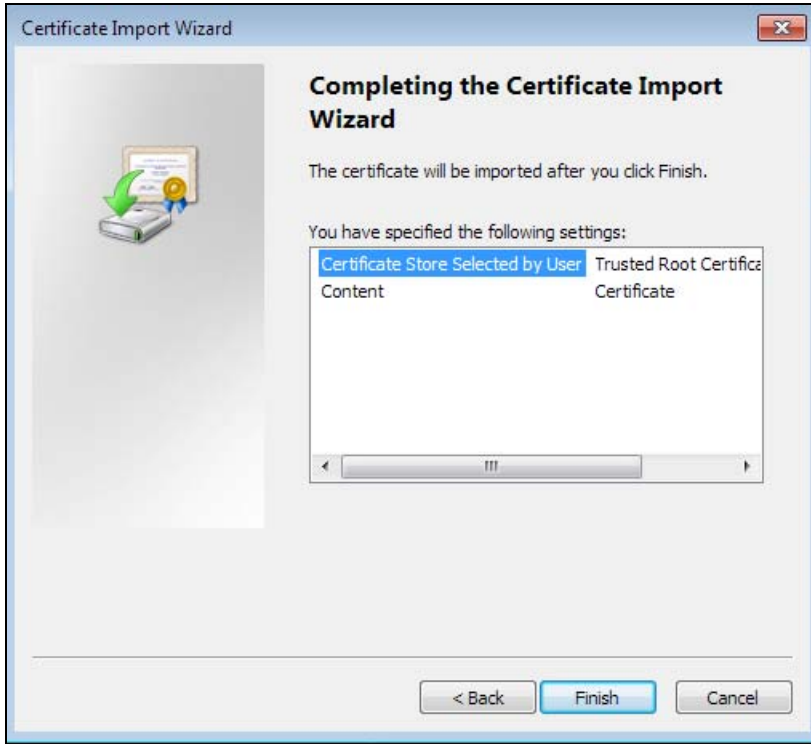 Certificate Import Wizard
Completing the Certificate Import
Wizard
The certificate will be imported after you click Finish.
You have specified the following settings:
Certificate Store Selected by User Trusted Root Certifica
Content Certificate
< Back Finish Cancel